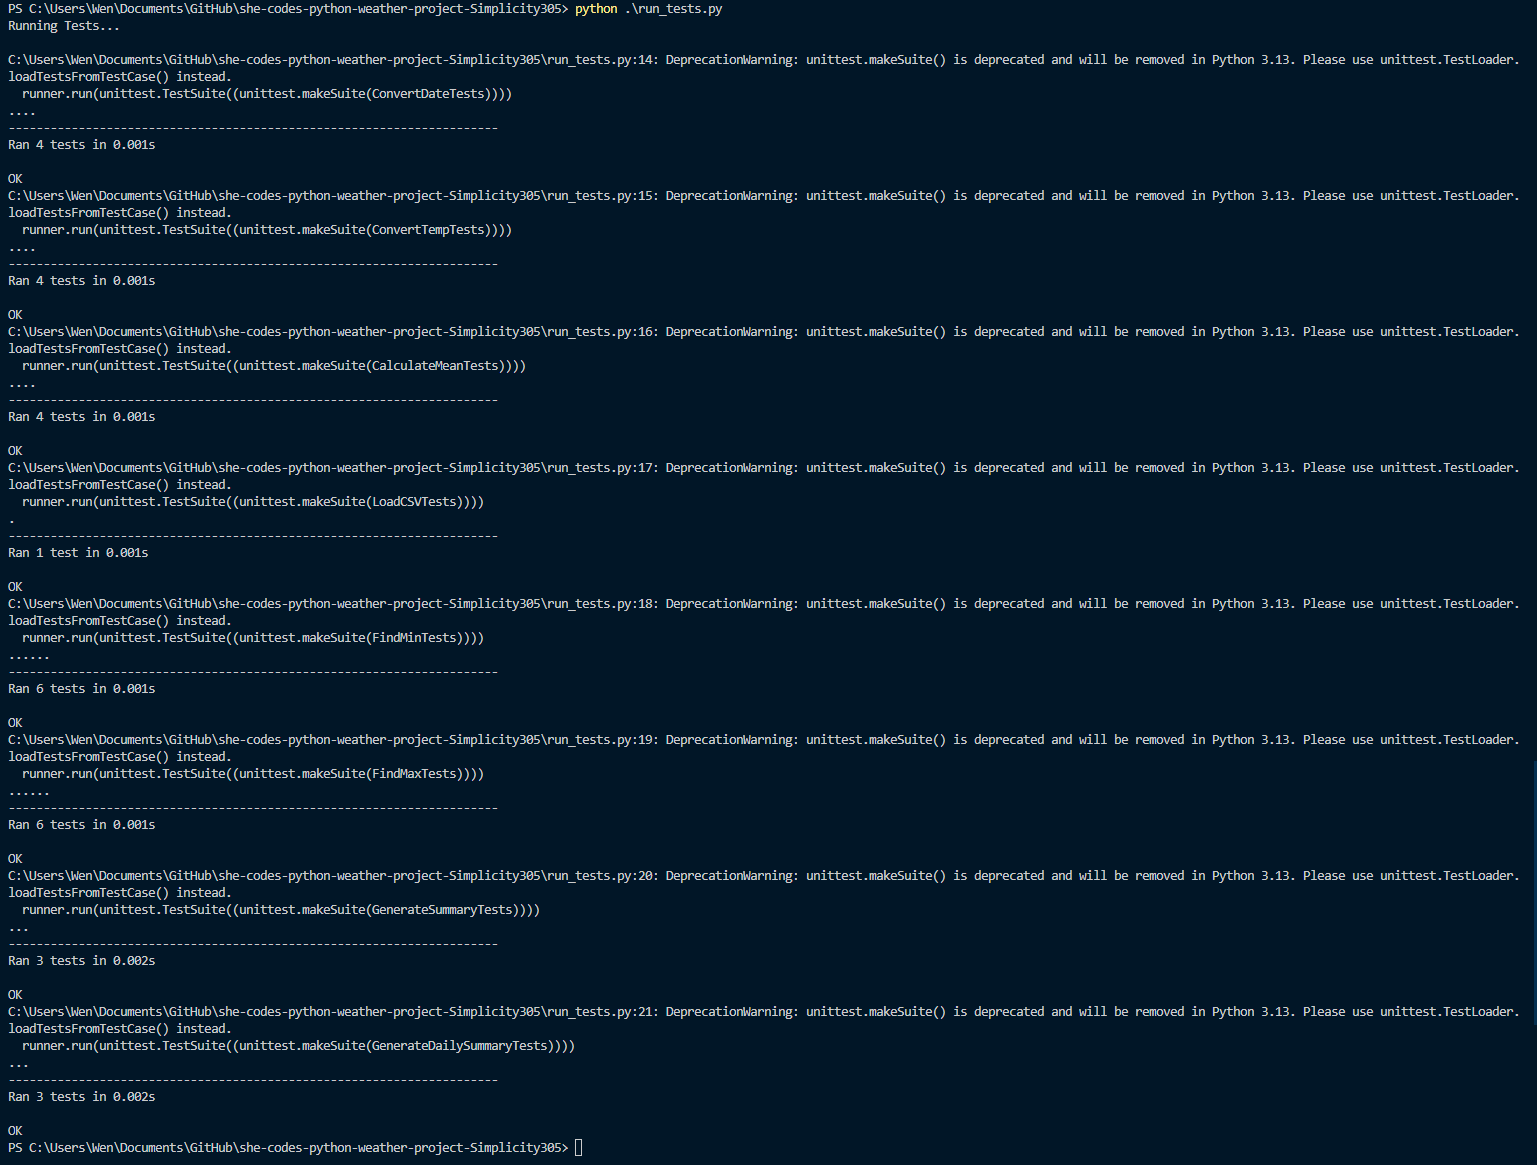 PS C:\Users\Wen\Documents\GitHub\she-codes-python-weather-project-Simplicity305> python .\run_tests.py
Running Tests...
C:\Users\Wen\Documents\GitHub\she-codes-python-weather-project-Simplicity305\run_tests.py:14: DeprecationWarning: unittest.makeSuite() is deprecated and will be removed in Python 3.13. Please use unittest.TestLoader.
loadTestsFromTestCase() instead.
  runner.run(unittest.TestSuite((unittest.makeSuite(ConvertDateTests))))
....
----------------------------------------------------------------------
Ran 4 tests in 0.001s
OK
C:\Users\Wen\Documents\GitHub\she-codes-python-weather-project-Simplicity305\run_tests.py:15: DeprecationWarning: unittest.makeSuite() is deprecated and will be removed in Python 3.13. Please use unittest.TestLoader.
loadTestsFromTestCase() instead.
  runner.run(unittest.TestSuite((unittest.makeSuite(ConvertTempTests))))
....
----------------------------------------------------------------------
Ran 4 tests in 0.001s
OK
C:\Users\Wen\Documents\GitHub\she-codes-python-weather-project-Simplicity305\run_tests.py:16: DeprecationWarning: unittest.makeSuite() is deprecated and will be removed in Python 3.13. Please use unittest.TestLoader.
loadTestsFromTestCase() instead.
  runner.run(unittest.TestSuite((unittest.makeSuite(CalculateMeanTests))))
....
----------------------------------------------------------------------
Ran 4 tests in 0.001s
OK
C:\Users\Wen\Documents\GitHub\she-codes-python-weather-project-Simplicity305\run_tests.py:17: DeprecationWarning: unittest.makeSuite() is deprecated and will be removed in Python 3.13. Please use unittest.TestLoader.
loadTestsFromTestCase() instead.
  runner.run(unittest.TestSuite((unittest.makeSuite(LoadCSVTests))))
.
----------------------------------------------------------------------
Ran 1 test in 0.001s
OK
C:\Users\Wen\Documents\GitHub\she-codes-python-weather-project-Simplicity305\run_tests.py:18: DeprecationWarning: unittest.makeSuite() is deprecated and will be removed in Python 3.13. Please use unittest.TestLoader.
loadTestsFromTestCase() instead.
  runner.run(unittest.TestSuite((unittest.makeSuite(FindMinTests))))
......
----------------------------------------------------------------------
Ran 6 tests in 0.001s
OK
C:\Users\Wen\Documents\GitHub\she-codes-python-weather-project-Simplicity305\run_tests.py:19: DeprecationWarning: unittest.makeSuite() is deprecated and will be removed in Python 3.13. Please use unittest.TestLoader.
loadTestsFromTestCase() instead.
  runner.run(unittest.TestSuite((unittest.makeSuite(FindMaxTests))))
......
----------------------------------------------------------------------
Ran 6 tests in 0.001s
OK
C:\Users\Wen\Documents\GitHub\she-codes-python-weather-project-Simplicity305\run_tests.py:20: DeprecationWarning: unittest.makeSuite() is deprecated and will be removed in Python 3.13. Please use unittest.TestLoader.
loadTestsFromTestCase() instead.
  runner.run(unittest.TestSuite((unittest.makeSuite(GenerateSummaryTests))))
...
----------------------------------------------------------------------
Ran 3 tests in 0.002s
OK
C:\Users\Wen\Documents\GitHub\she-codes-python-weather-project-Simplicity305\run_tests.py:21: DeprecationWarning: unittest.makeSuite() is deprecated and will be removed in Python 3.13. Please use unittest.TestLoader.
loadTestsFromTestCase() instead.
  runner.run(unittest.TestSuite((unittest.makeSuite(GenerateDailySummaryTests))))
...
----------------------------------------------------------------------
Ran 3 tests in 0.002s
OK
PS C:\Users\Wen\Documents\GitHub\she-codes-python-weather-project-Simplicity305>